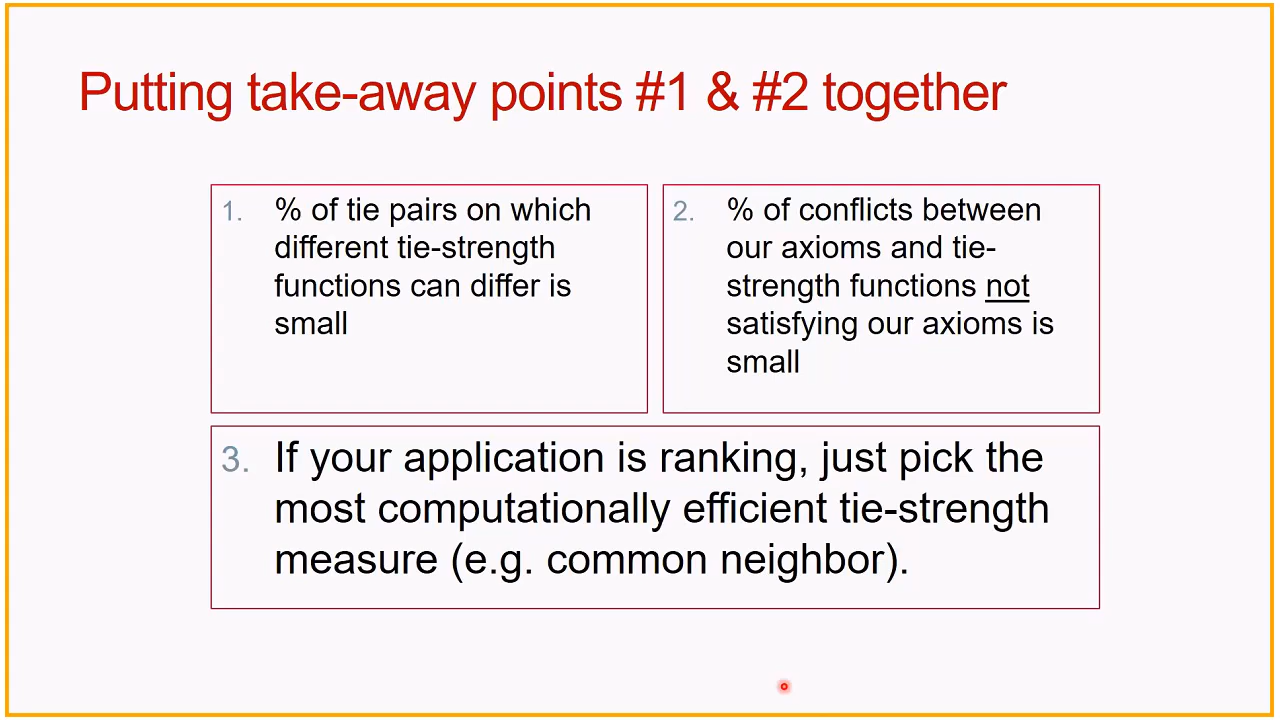 Putting take-away points #1 & #2 together
1. % of tie pairs on which
different tie-strength
functions can differ is
small
2. % of conflicts between
our axioms and tie-
strength functions not
satisfying our axioms is
small
3. If your application is ranking, just pick the
most computationally efficient tie-strength
measure (e.g. common neighbor).